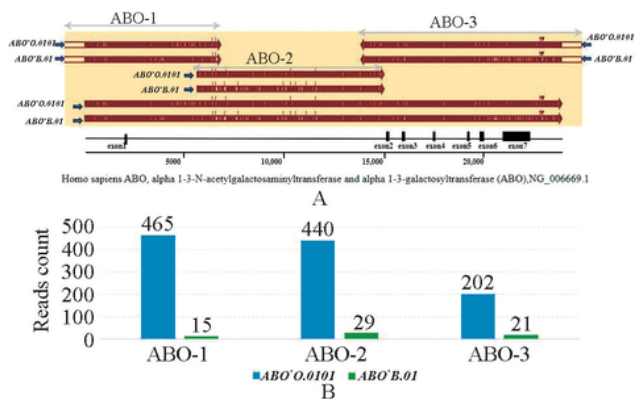 ABO-1
ABO-3
ABO*O.0101
ABO*O.0101
ABO*B.01
ABO*B.01
ABO-2
ABO*O.0101
ABO*B.01
ABO*O.0101
ABO*B.01
exon1 exon2 exon3 exon4 exon5 exon6 exon7
5000 10,000 15,000 20,000
Homo sapiens ABO, alpha 1-3-N-acetylgalactosaminyltransferase and alpha 1-3-galactosyltransferase (ABO),NG_006669.1
A
Reads count
500
400
300
200
100
0
465 15 440 29 202 21
ABO-1 ABO-2 ABO-3
ABO*O.0101 ABO*B.01
B